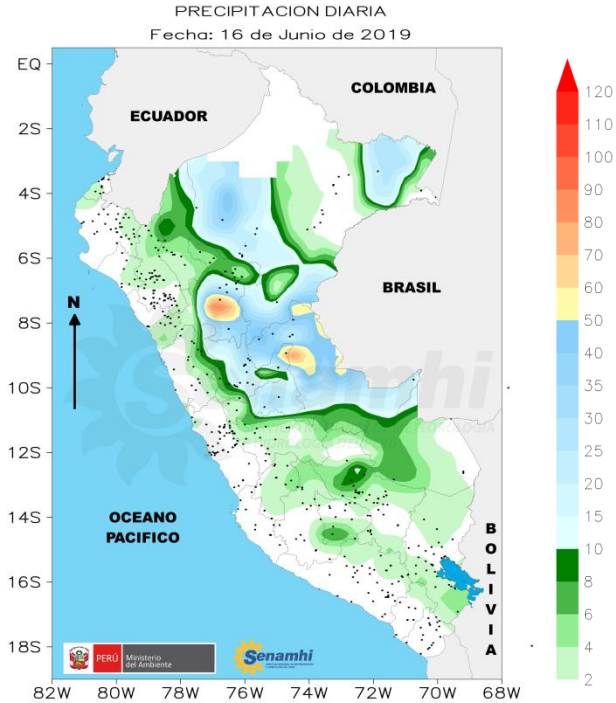 PRECIPITACION DIARIA
Fecha: 16 de Junio de 2019
EQ
2S
4S
6S
8S
10S
12S
14S
16S
18S
82W 80W 78W 76W 74W 72W 70W 68W
COLOMBIA
ECUADOR
BRASIL
N
OCEANO
PACIFICO
BOLIVIA
Senamhi
PERÚ
Ministerio
del Ambiente
Senamhi
120
100
90
80
70
60
50
35
30
25
20
15
10
8
6
4
2